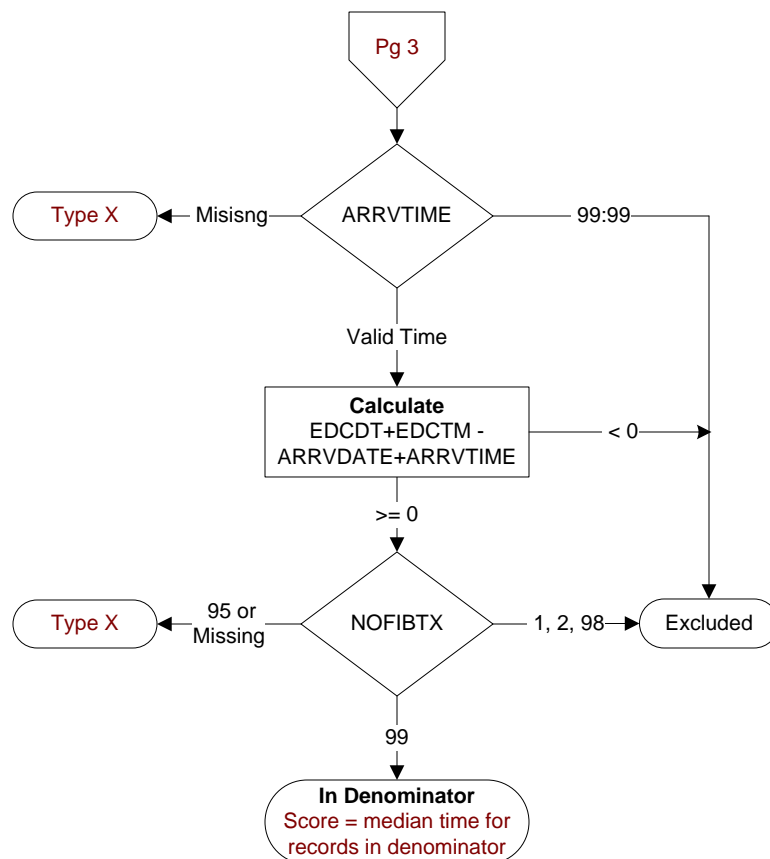 Pg 3
ARRVTIME
Type X
Misisng
99:99
Valid Time
Calculate
EDCDT+EDCTM -
ARRVDATE+ARRVTIME
< 0
>= 0
NOFIBTX
Type X
95 or
Missing
1, 2, 98
Excluded
99
In Denominator
Score = median time for
records in denominator